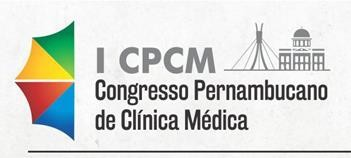 I CPCM
Congresso Pernambucano
de Clínica Médica